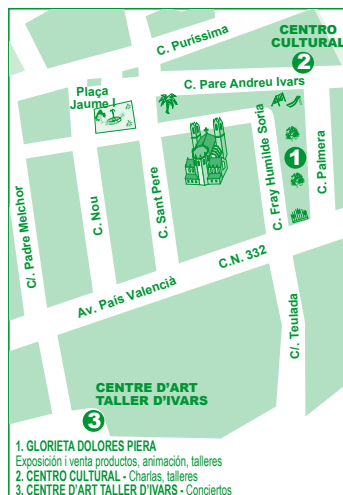 C. Puríssima
CENTRO
CULTURAL
2
C. Pare Andreu Ivars
Plaça
Jaume I
1
C/. Padre Melchor
C. Nou
C. Sant Pere
C. Fray Humilde Soria
C. Palmera
C.N. 332
Av. País Valencià
C/. Teulada
CENTRE D'ART
TALLER D'IVARS
3
1. GLORIETA DOLORES PIERA
Exposición i venta productos, animación, talleres
2. CENTRO CULTURAL - Charlas, talleres
3. CENTRE D'ART TALLER D'IVARS - Conciertos